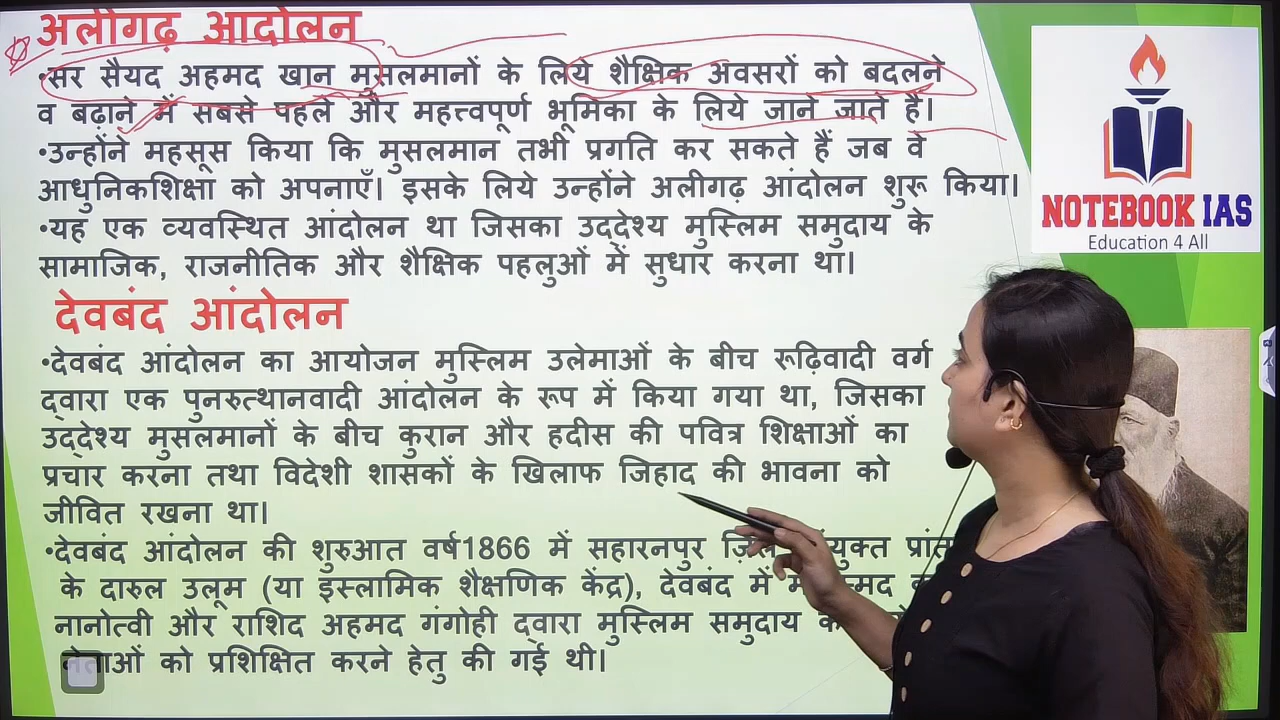 अलीगढ़ आदोलन
•सर सैयद अहमद खान मुसलमानों के लिये शैक्षिक अवसरों को बदलने
व बढ़ाने में सबसे पहले और महत्त्वपूर्ण भूमिका के लिये जाने जाते हैं।
•उन्होंने महसूस किया कि मुसलमान तभी प्रगति कर सकते हैं जब वे
आधुनिकशिक्षा को अपनाएँ। इसके लिये उन्होंने अलीगढ़ आंदोलन शुरू किया।
•यह एक व्यवस्थित आंदोलन था जिसका उद्देश्य मुस्लिम समुदाय के
सामाजिक, राजनीतिक और शैक्षिक पहलुओं में सुधार करना था।
देवबंद आंदोलन
•देवबंद आंदोलन का आयोजन मुस्लिम उलेमाओं के बीच रूढ़िवादी वर्ग
द्वारा एक पुनरुत्थानवादी आंदोलन के रूप में किया गया था, जिसका
उद्देश्य मुसलमानों के बीच कुरान और हदीस की पवित्र शिक्षाओं का
प्रचार करना तथा विदेशी शासकों के खिलाफ जिहाद की भावना को
जीवित रखना था।
•देवबंद आंदोलन की शुरुआत वर्ष1866 में सहारनपुर
के दारुल उलूम (या इस्लामिक शैक्षणिक केंद्र), देवबंद में
नानोत्वी और राशिद अहमद गंगोही द्वारा मुस्लिम समुदाय
को प्रशिक्षित करने हेतु की गई थी।
NOTEBOOK IAS
Education 4 All